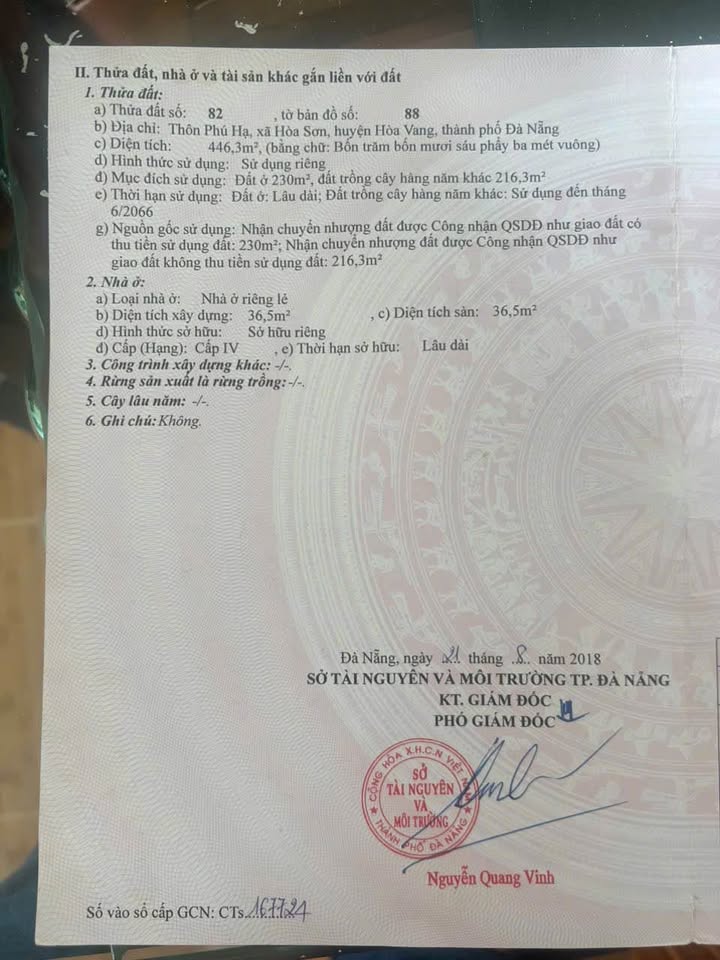 II. Thửa đất, nhà ở và tài sản khác gắn liền với đất
1. Thửa đất:
a) Thửa đất số: 82 , tờ bản đồ số: 88
b) Địa chỉ: Thôn Phú Hạ, xã Hòa Sơn, huyện Hòa Vang, thành phố Đà Nẵng
c) Diện tích: 446,3m², (bằng chữ: Bốn trăm bốn mươi sáu phẩy ba mét vuông)
d) Hình thức sử dụng: Sử dụng riêng
đ) Mục đích sử dụng: Đất ở 230m², đất trồng cây hàng năm khác 216,3m²
e) Thời hạn sử dụng: Đất ở: Lâu dài; Đất trồng cây hàng năm khác: Sử dụng đến tháng
6/2066
g) Nguồn gốc sử dụng: Nhận chuyển nhượng đất được Công nhận QSDĐ như giao đất có
thu tiền sử dụng đất: 230m²; Nhận chuyển nhượng đất được Công nhận QSDĐ như
giao đất không thu tiền sử dụng đất: 216,3m²
2. Nhà ở:
a) Loại nhà ở: Nhà ở riêng lẻ
b) Diện tích xây dựng: 36,5m² , c) Diện tích sàn: 36,5m²
d) Hình thức sở hữu: Sở hữu riêng
đ) Cấp (Hạng): Cấp IV , e) Thời hạn sở hữu: Lâu dài
3. Công trình xây dựng khác: -/-.
4. Rừng sản xuất là rừng trồng: -/-.
5. Cây lâu năm: -/-.
6. Ghi chú: Không.
Đà Nẵng, ngày 21 tháng 8 năm 2018
SỞ TÀI NGUYÊN VÀ MÔI TRƯỜNG TP. ĐÀ NẴNG
KT. GIÁM ĐỐC
PHÓ GIÁM ĐỐC
CỘNG HÒA X.H.C.N VIỆT NAM
SỞ
TÀI NGUYÊN
VÀ
MÔI TRƯỜNG
THÀNH PHỐ ĐÀ NẴNG
Nguyễn Quang Vinh
Số vào sổ cấp GCN: CTs 167724